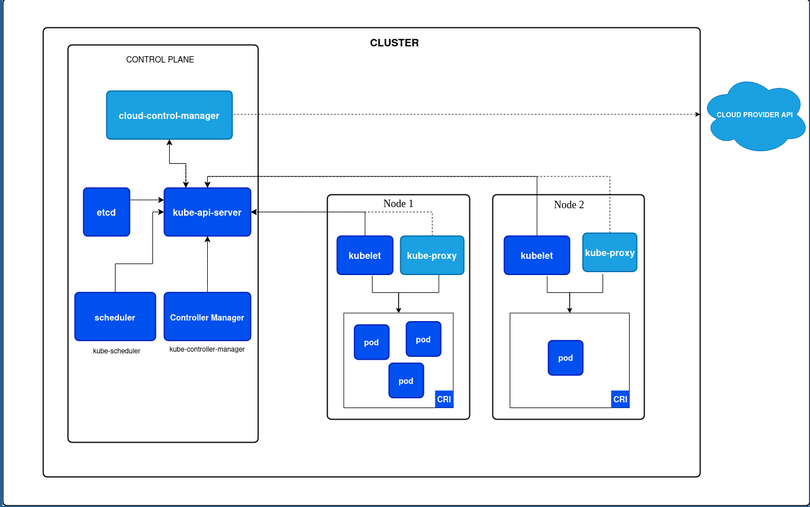 CLUSTER
CONTROL PLANE
cloud-control-manager
CLOUD PROVIDER API
etcd
kube-api-server
scheduler
kube-scheduler
Controller Manager
kube-controller-manager
Node 1
kubelet
kube-proxy
pod
pod
pod
CRI
Node 2
kubelet
kube-proxy
pod
CRI